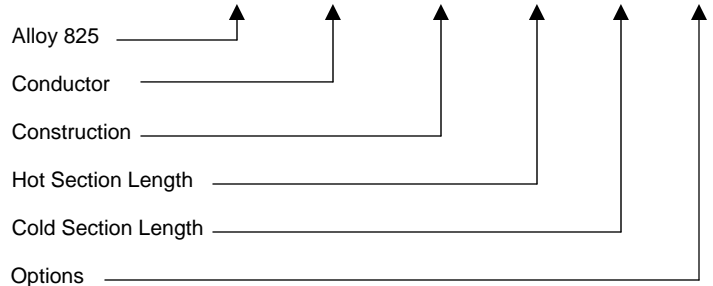 Alloy 825
Conductor
Construction
Hot Section Length
Cold Section Length
Options